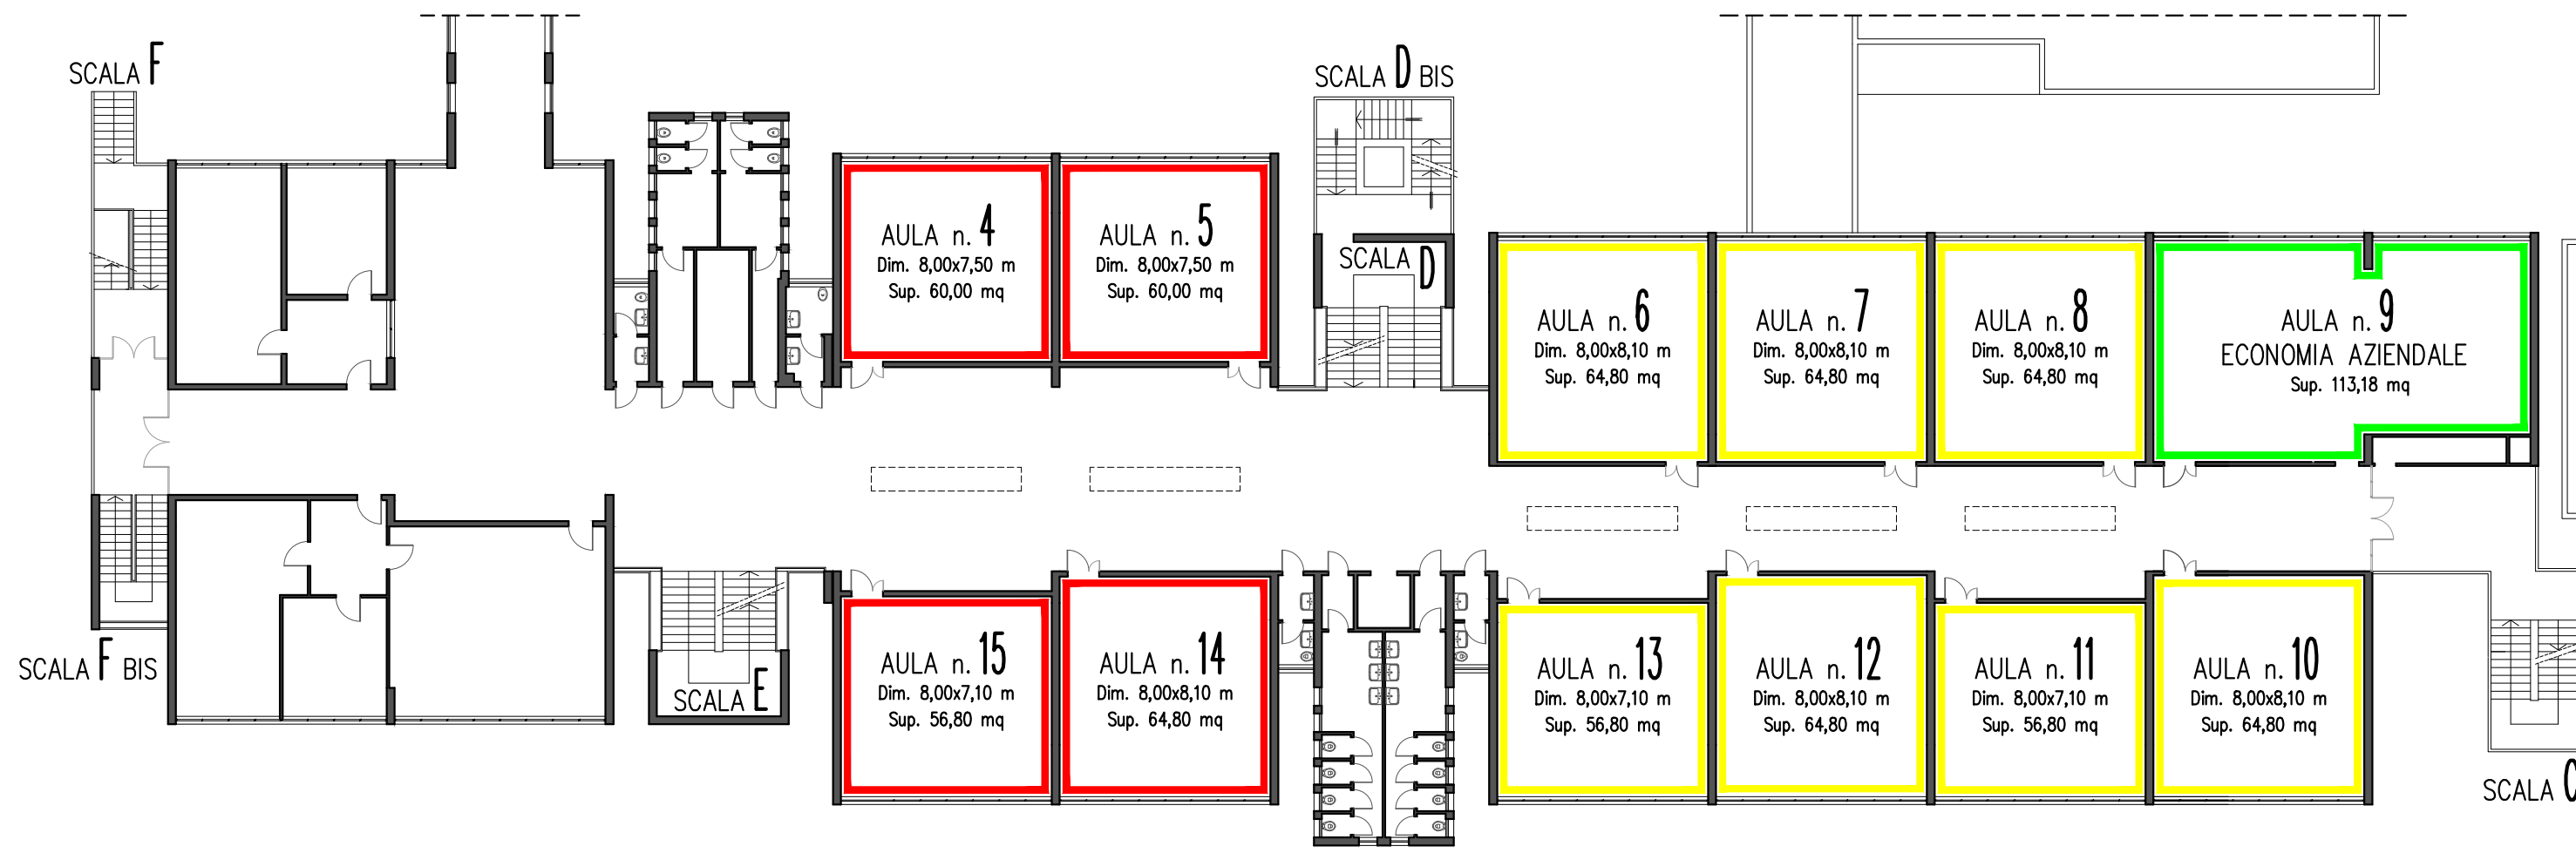 SCALA F
SCALA D BIS
SCALA D
AULA n. 4
Dim. 8,00x7,50 m
Sup. 60,00 mq
AULA n. 5
Dim. 8,00x7,50 m
Sup. 60,00 mq
AULA n. 6
Dim. 8,00x8,10 m
Sup. 64,80 mq
AULA n. 7
Dim. 8,00x8,10 m
Sup. 64,80 mq
AULA n. 8
Dim. 8,00x8,10 m
Sup. 64,80 mq
AULA n. 9
ECONOMIA AZIENDALE
Sup. 113,18 mq
SCALA F BIS
SCALA E
AULA n. 15
Dim. 8,00x7,10 m
Sup. 56,80 mq
AULA n. 14
Dim. 8,00x8,10 m
Sup. 64,80 mq
AULA n. 13
Dim. 8,00x7,10 m
Sup. 56,80 mq
AULA n. 12
Dim. 8,00x8,10 m
Sup. 64,80 mq
AULA n. 11
Dim. 8,00x7,10 m
Sup. 56,80 mq
AULA n. 10
Dim. 8,00x8,10 m
Sup. 64,80 mq
SCALA C